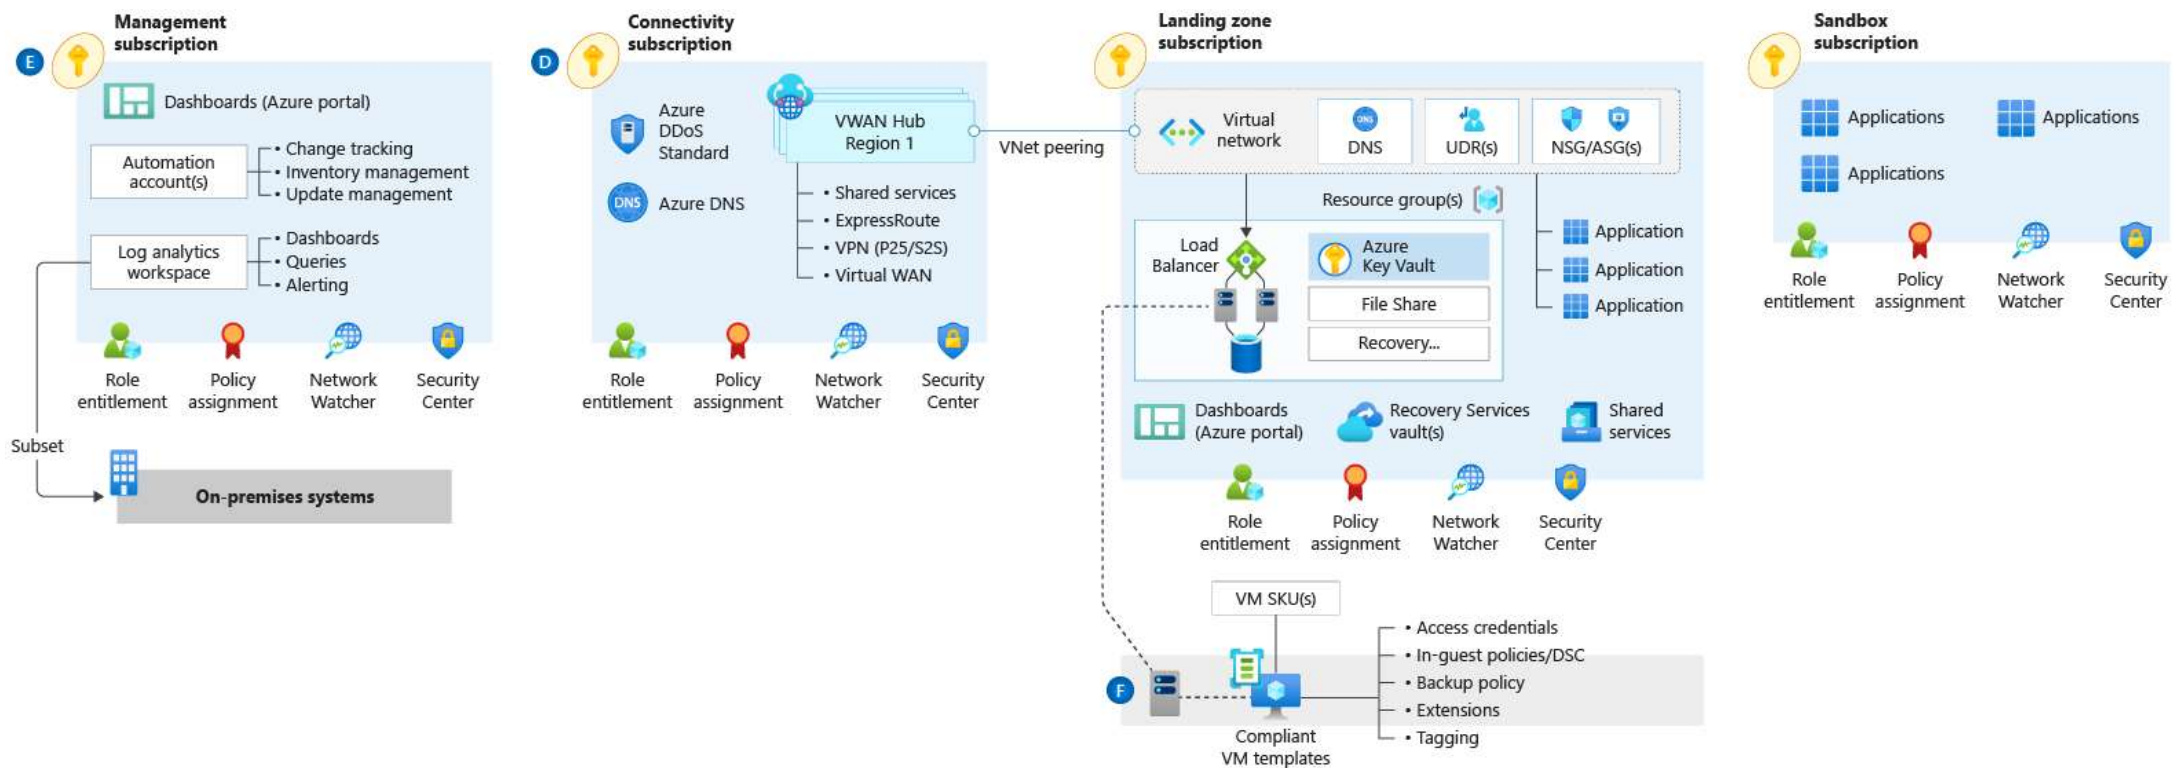 Management
subscription
E
Dashboards (Azure portal)
Automation
account(s)
• Change tracking
• Inventory management
• Update management
Log analytics
workspace
• Dashboards
• Queries
• Alerting
Role
entitlement
Policy
assignment
Network
Watcher
Security
Center
Subset
On-premises systems
Connectivity
subscription
D
Azure
DDoS
Standard
DNS
Azure DNS
VWAN Hub
Region 1
• Shared services
• ExpressRoute
• VPN (P25/S2S)
• Virtual WAN
Role
entitlement
Policy
assignment
Network
Watcher
Security
Center
VNet peering
Landing zone
subscription
Virtual
network
DNS
DNS
UDR(s)
NSG/ASG(s)
Resource group(s)
Load
Balancer
Azure
Key Vault
File Share
Recovery...
Application
Application
Application
Dashboards
(Azure portal)
Recovery Services
vault(s)
Shared
services
Role
entitlement
Policy
assignment
Network
Watcher
Security
Center
VM SKU(s)
F
Compliant
VM templates
• Access credentials
• In-guest policies/DSC
• Backup policy
• Extensions
• Tagging
Sandbox
subscription
Applications
Applications
Applications
Role
entitlement
Policy
assignment
Network
Watcher
Security
Center